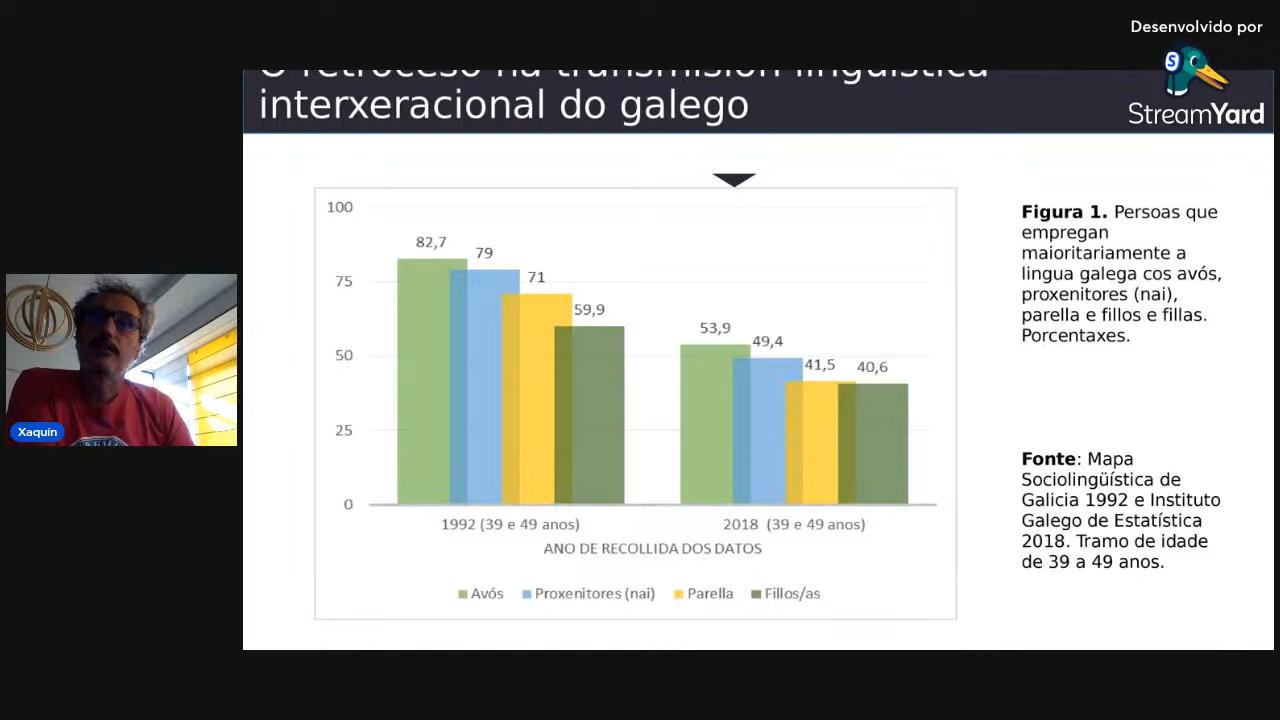 Desenvolvido por
StreamYard
O retroceso na transmisión lingüística
interxeracional do galego
100
75
50
25
0
82,7
79
71
59,9
53,9
49,4
41,5
40,6
1992 (39 e 49 anos)
2018 (39 e 49 anos)
ANO DE RECOLLIDA DOS DATOS
Avós
Proxenitores (nai)
Parella
Fillos/as
Figura 1. Persoas que
empregan
maioritariamente a
lingua galega cos avós,
proxenitores (nai),
parella e fillos e fillas.
Porcentaxes.
Fonte: Mapa
Sociolingüística de
Galicia 1992 e Instituto
Galego de Estatística
2018. Tramo de idade
de 39 a 49 anos.
Xaquín